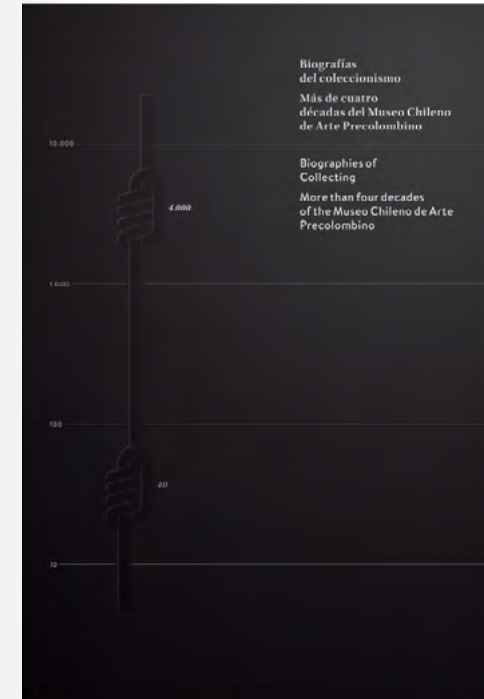 Biografías
del coleccionismo
Más de cuatro
décadas del Museo Chileno
de Arte Precolombino
Biographies of
Collecting
More than four decades
of the Museo Chileno de Arte
Precolombino
10.000
4.000
1.000
100
40
10